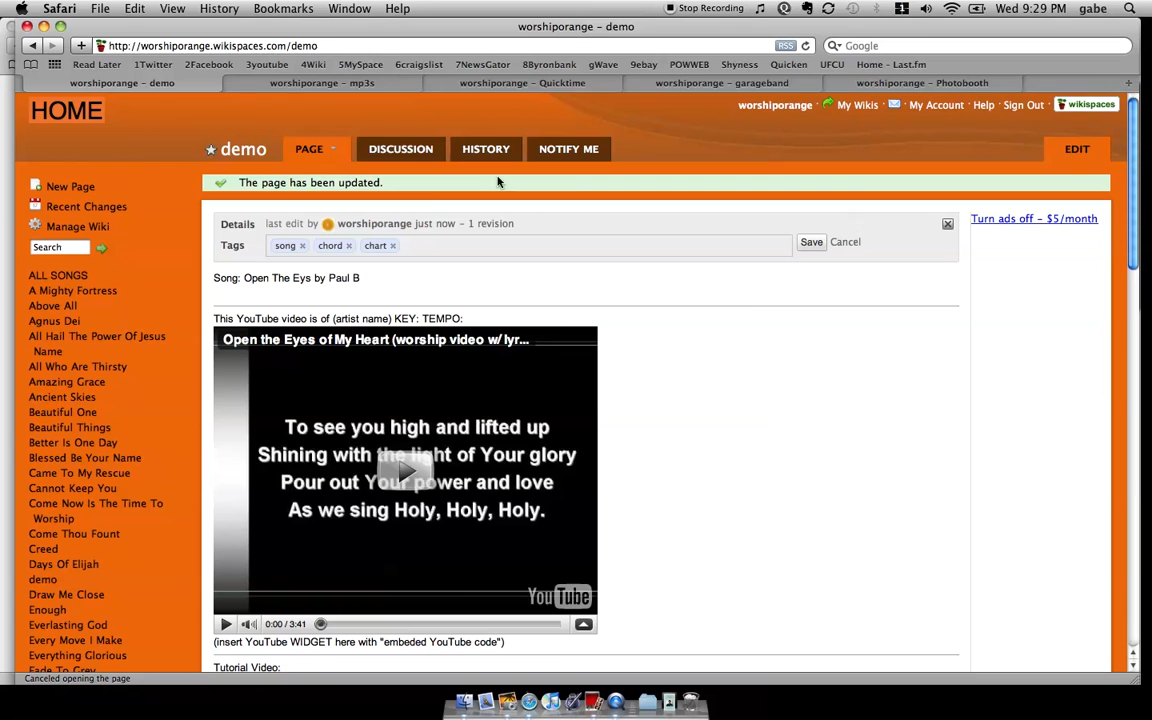 Safari File Edit View History Bookmarks Window Help Stop Recording 1 Wed 9:29 PM gabe
worshiporange – demo
http://worshiporange.wikispaces.com/demo RSS Google
Read Later 1Twitter 2Facebook 3youtube 4Wiki 5MySpace 6craigslist 7NewsGator 88yronbank gWave 9ebay POWWEB Shyness Quicken UFCU Home – Last.fm
worshiporange – demo worshiporange – mp3s worshiporange – Quicktime worshiporange – garageband worshiporange – Photobooth
HOME
worshiporange · My Wikis · My Account · Help · Sign Out · wikispaces
demo PAGE DISCUSSION HISTORY NOTIFY ME EDIT
The page has been updated.
New Page
Recent Changes
Manage Wiki
Search
Details last edit by worshiporange just now – 1 revision
Tags song × chord × chart × Save Cancel
Turn ads off – $5/month
Song: Open The Eys by Paul B
This YouTube video is of (artist name) KEY: TEMPO:
Open the Eyes of My Heart (worship video w/ lyr...
To see you high and lifted up
Shining with the light of Your glory
Pour out Your power and love
As we sing Holy, Holy, Holy.
YouTube
0:00 / 3:41
(insert YouTube WIDGET here with "embeded YouTube code")
Tutorial Video:
ALL SONGS
A Mighty Fortress
Above All
Agnus Dei
All Hail The Power Of Jesus
Name
All Who Are Thirsty
Amazing Grace
Ancient Skies
Beautiful One
Beautiful Things
Better Is One Day
Blessed Be Your Name
Came To My Rescue
Cannot Keep You
Come Now Is The Time To
Worship
Come Thou Fount
Creed
Days Of Elijah
demo
Draw Me Close
Enough
Everlasting God
Every Move I Make
Everything Glorious
Fade To Grey
Canceled opening the page